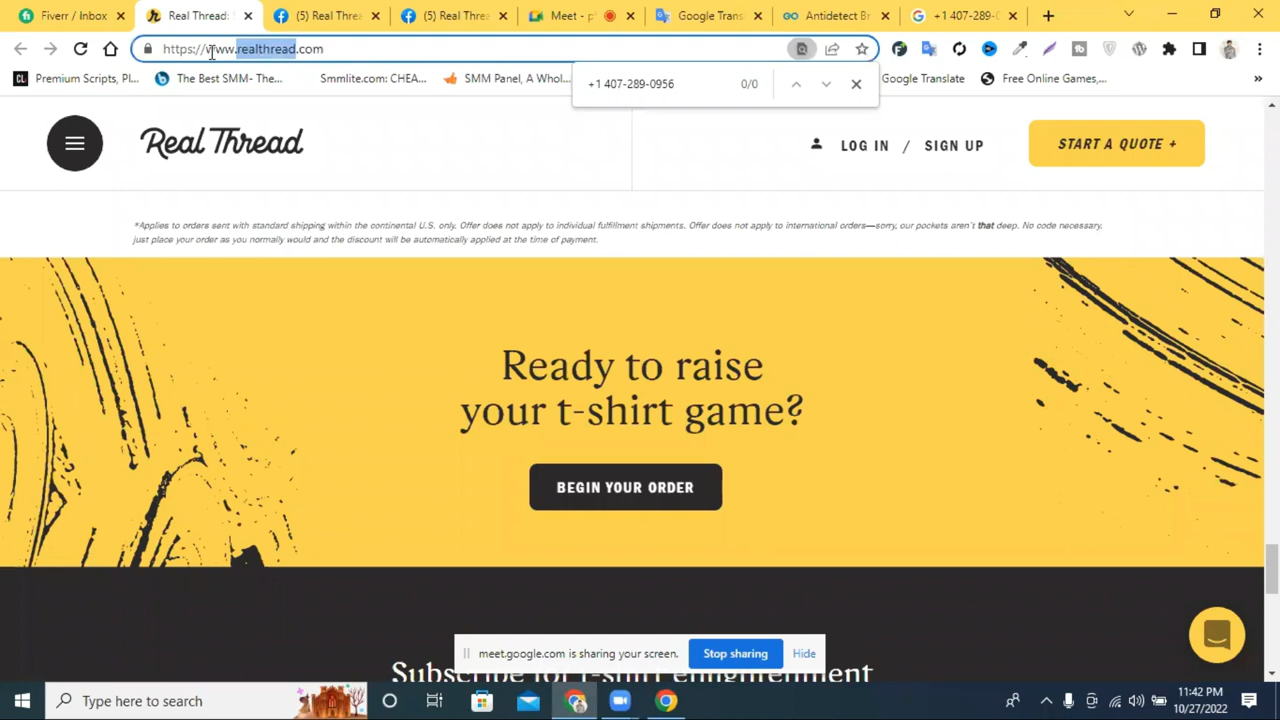 Fiverr / Inbox
Real Thread:
(5) Real Threa
(5) Real Threa
Meet - p
Google Trans
Antidetect Br
+1 407-289-0
https://www.realthread.com
+1 407-289-0956
0/0
Premium Scripts, Pl...
The Best SMM- The...
Smmlite.com: CHEA...
SMM Panel, A Whol...
Google Translate
Free Online Games,...
»
Real Thread
LOG IN / SIGN UP
START A QUOTE +
*Applies to orders sent with standard shipping within the continental U.S. only. Offer does not apply to individual fulfillment shipments. Offer does not apply to international orders—sorry, our pockets aren't that deep. No code necessary,
just place your order as you normally would and the discount will be automatically applied at the time of payment.
Ready to raise
your t-shirt game?
BEGIN YOUR ORDER
meet.google.com is sharing your screen.
Stop sharing
Hide
Subscribe for t-shirt enlightenment
Type here to search
11:42 PM
10/27/2022